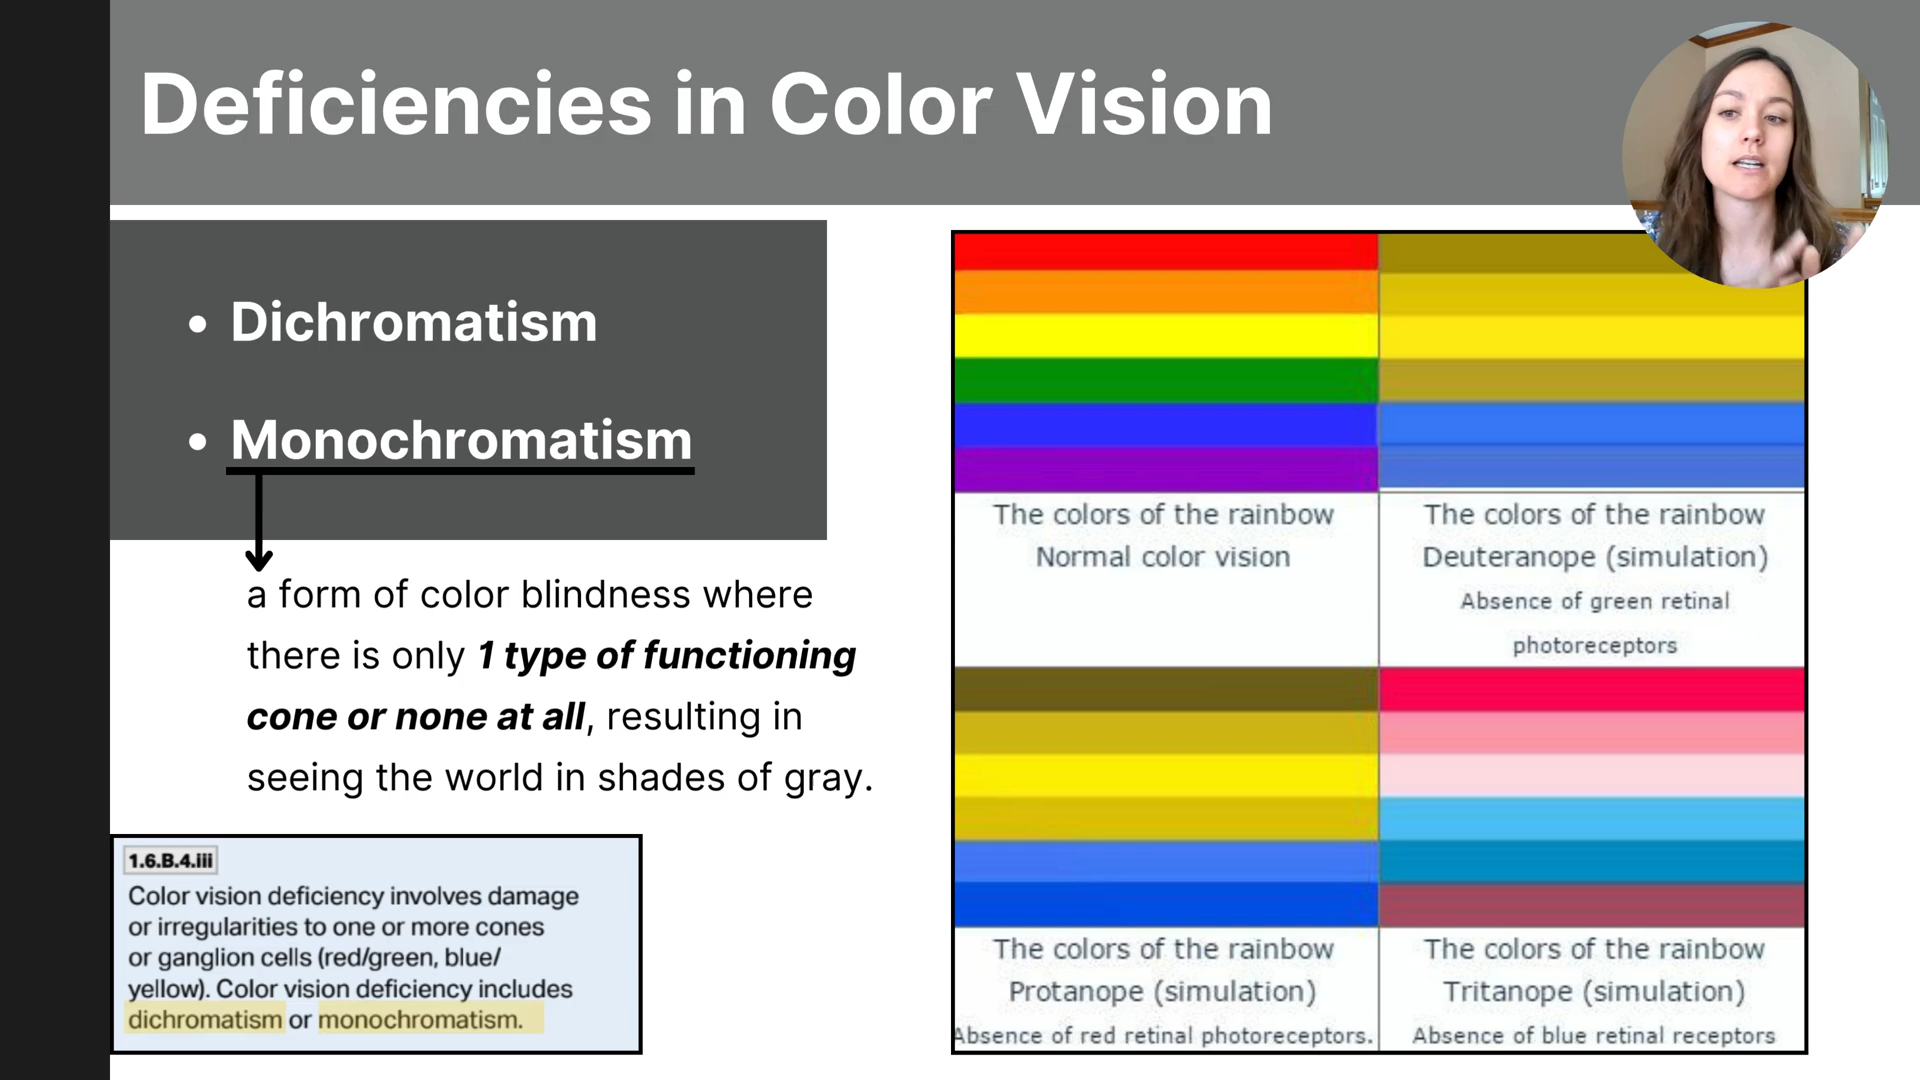 Deficiencies in Color Vision
• Dichromatism
• Monochromatism
a form of color blindness where
there is only 1 type of functioning
cone or none at all, resulting in
seeing the world in shades of gray.
1.6.B.4.iii
Color vision deficiency involves damage
or irregularities to one or more cones
or ganglion cells (red/green, blue/
yellow). Color vision deficiency includes
dichromatism or monochromatism.
The colors of the rainbow
Normal color vision
The colors of the rainbow
Deuteranope (simulation)
Absence of green retinal
photoreceptors
The colors of the rainbow
Protanope (simulation)
Absence of red retinal photoreceptors.
The colors of the rainbow
Tritanope (simulation)
Absence of blue retinal receptors